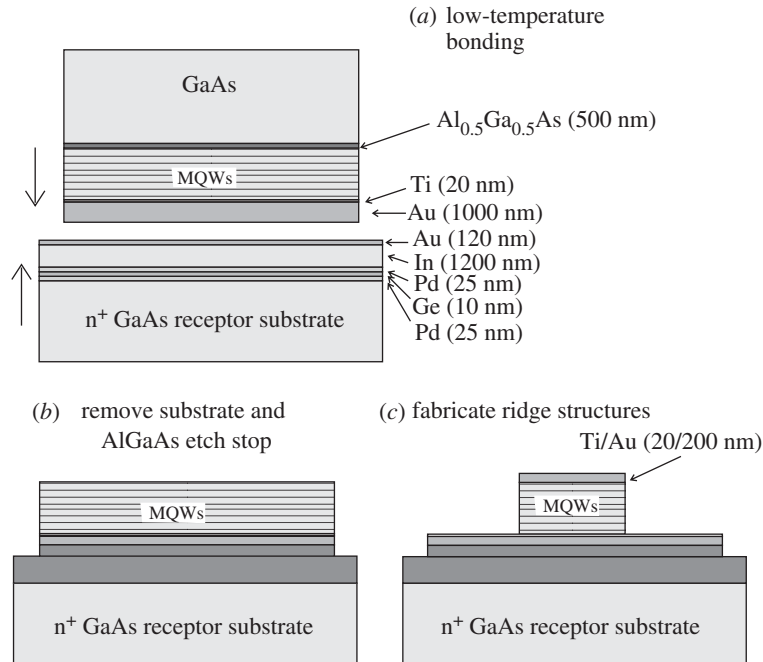 (a) low-temperature
bonding
GaAs
Al0.5Ga0.5As (500 nm)
MQWs
Ti (20 nm)
Au (1000 nm)
Au (120 nm)
In (1200 nm)
Pd (25 nm)
Ge (10 nm)
Pd (25 nm)
n+ GaAs receptor substrate
(b) remove substrate and
AlGaAs etch stop
MQWs
n+ GaAs receptor substrate
(c) fabricate ridge structures
Ti/Au (20/200 nm)
MQWs
n+ GaAs receptor substrate